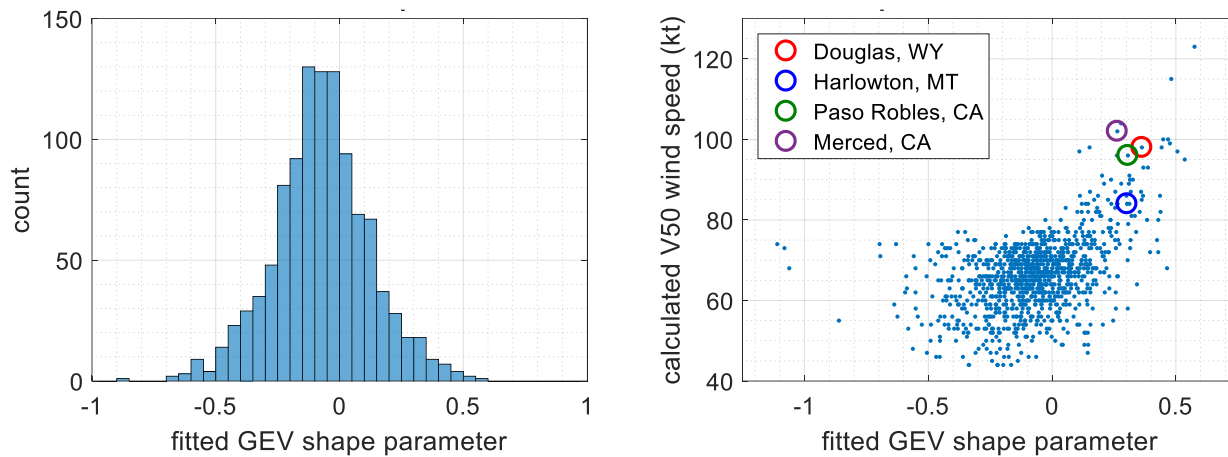 150
100
50
0
count
-1
-0.5
0
0.5
1
fitted GEV shape parameter
120
100
80
60
40
calculated V50 wind speed (kt)
Douglas, WY
Harlowton, MT
Paso Robles, CA
Merced, CA
-1
-0.5
0
0.5
fitted GEV shape parameter